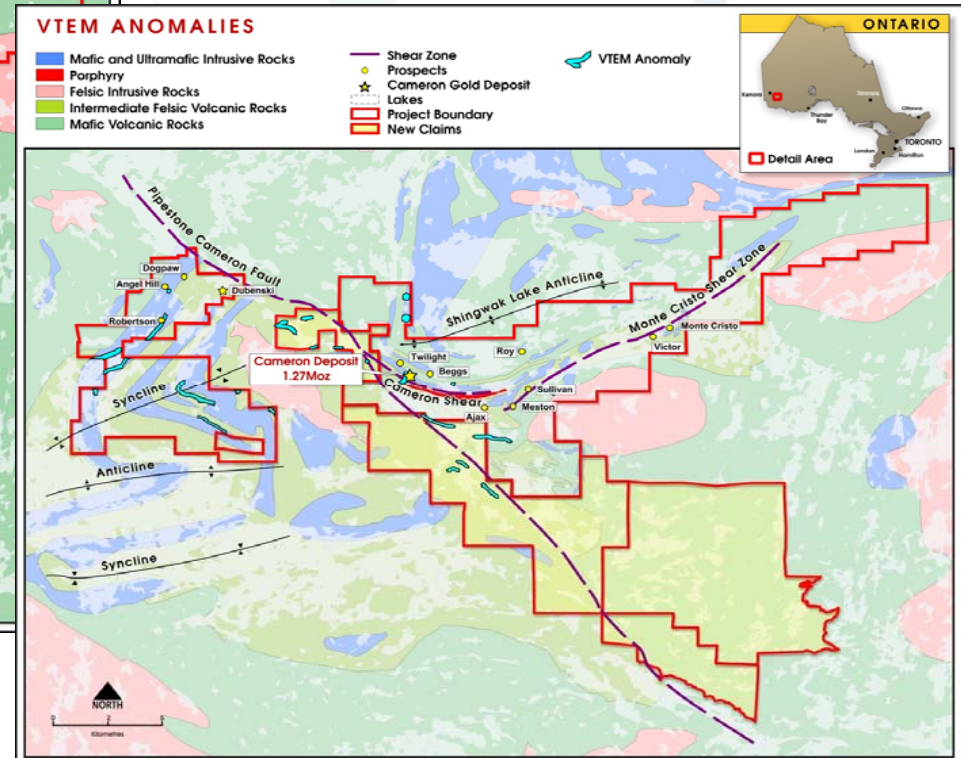 VTEM ANOMALIES
Mafic and Ultramafic Intrusive Rocks
Porphyry
Felsic Intrusive Rocks
Intermediate Felsic Volcanic Rocks
Mafic Volcanic Rocks
Shear Zone
Prospects
Cameron Gold Deposit
Lakes
Project Boundary
New Claims
VTEM Anomaly
ONTARIO
Kenora
Timmins
Thunder Bay
Ottawa
TORONTO
London
Hamilton
Detail Area
Pipestone Cameron Fault
Dogpaw
Angel Hill
Dubenski
Robertson
Shingwak Lake Anticline
Monte Cristo Shear Zone
Monte Cristo
Victor
Roy
Twilight
Beggs
Cameron Deposit
1.27Moz
Cameron Shear
Sullivan
Meston
Ajax
Syncline
Anticline
Syncline
NORTH
0 2
Kilometres